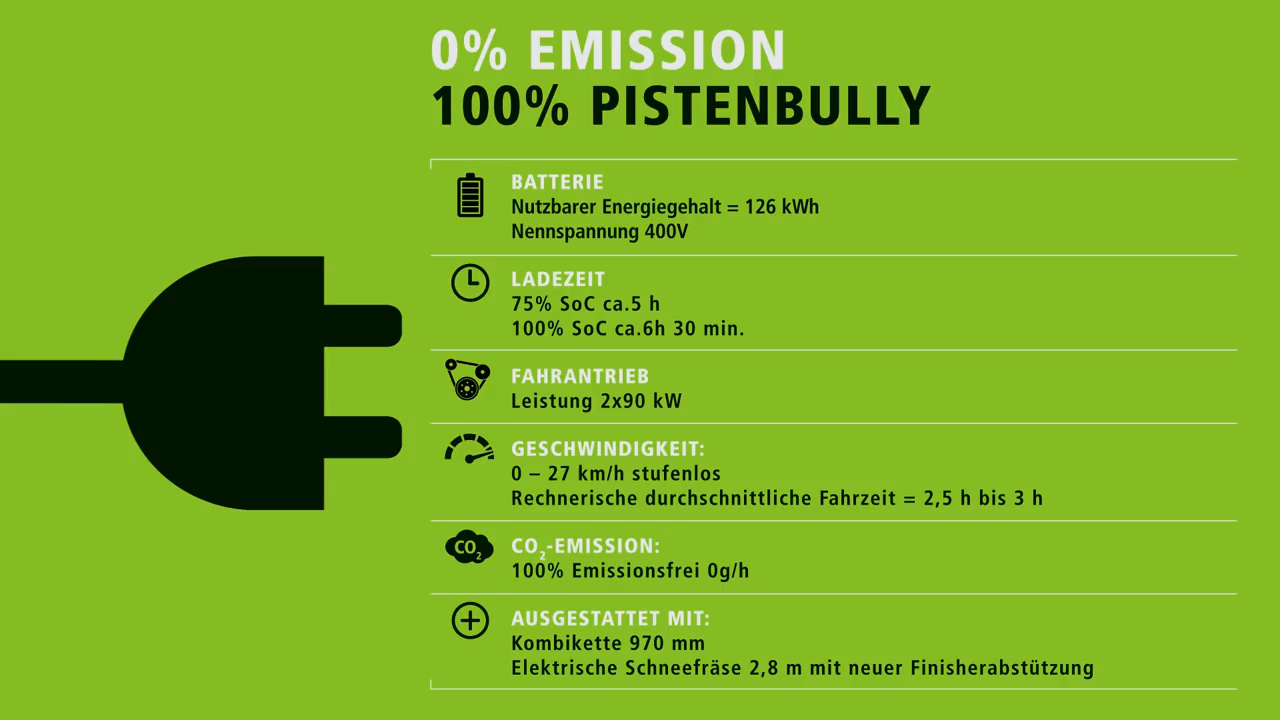 0% EMISSION
100% PISTENBULLY
BATTERIE
Nutzbarer Energiegehalt = 126 kWh
Nennspannung 400V
LADEZEIT
75% SoC ca.5 h
100% SoC ca.6h 30 min.
FAHRANTRIEB
Leistung 2x90 kW
GESCHWINDIGKEIT:
0 – 27 km/h stufenlos
Rechnerische durchschnittliche Fahrzeit = 2,5 h bis 3 h
CO₂
CO₂-EMISSION:
100% Emissionsfrei 0g/h
AUSGESTATTET MIT:
Kombikette 970 mm
Elektrische Schneefräse 2,8 m mit neuer Finisherabstützung